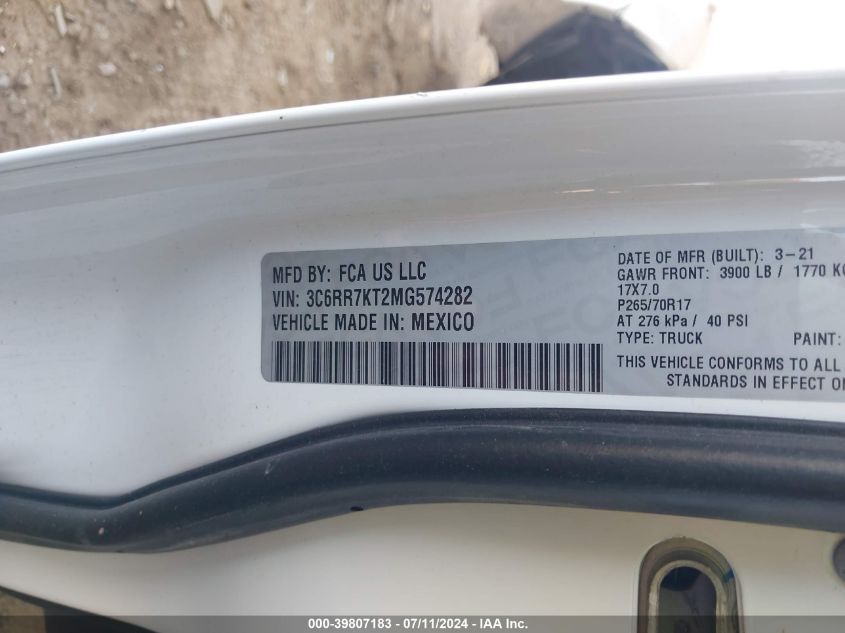 MFD BY: FCA US LLC
VIN: 3C6RR7KT2MG574282
VEHICLE MADE IN: MEXICO
DATE OF MFR (BUILT): 3-21
GAWR FRONT: 3900 LB / 1770 KG
17X7.0
P265/70R17
AT 276 kPa / 40 PSI
TYPE: TRUCK PAINT:
THIS VEHICLE CONFORMS TO ALL
STANDARDS IN EFFECT ON
000-39807183 - 07/11/2024 - IAA Inc.